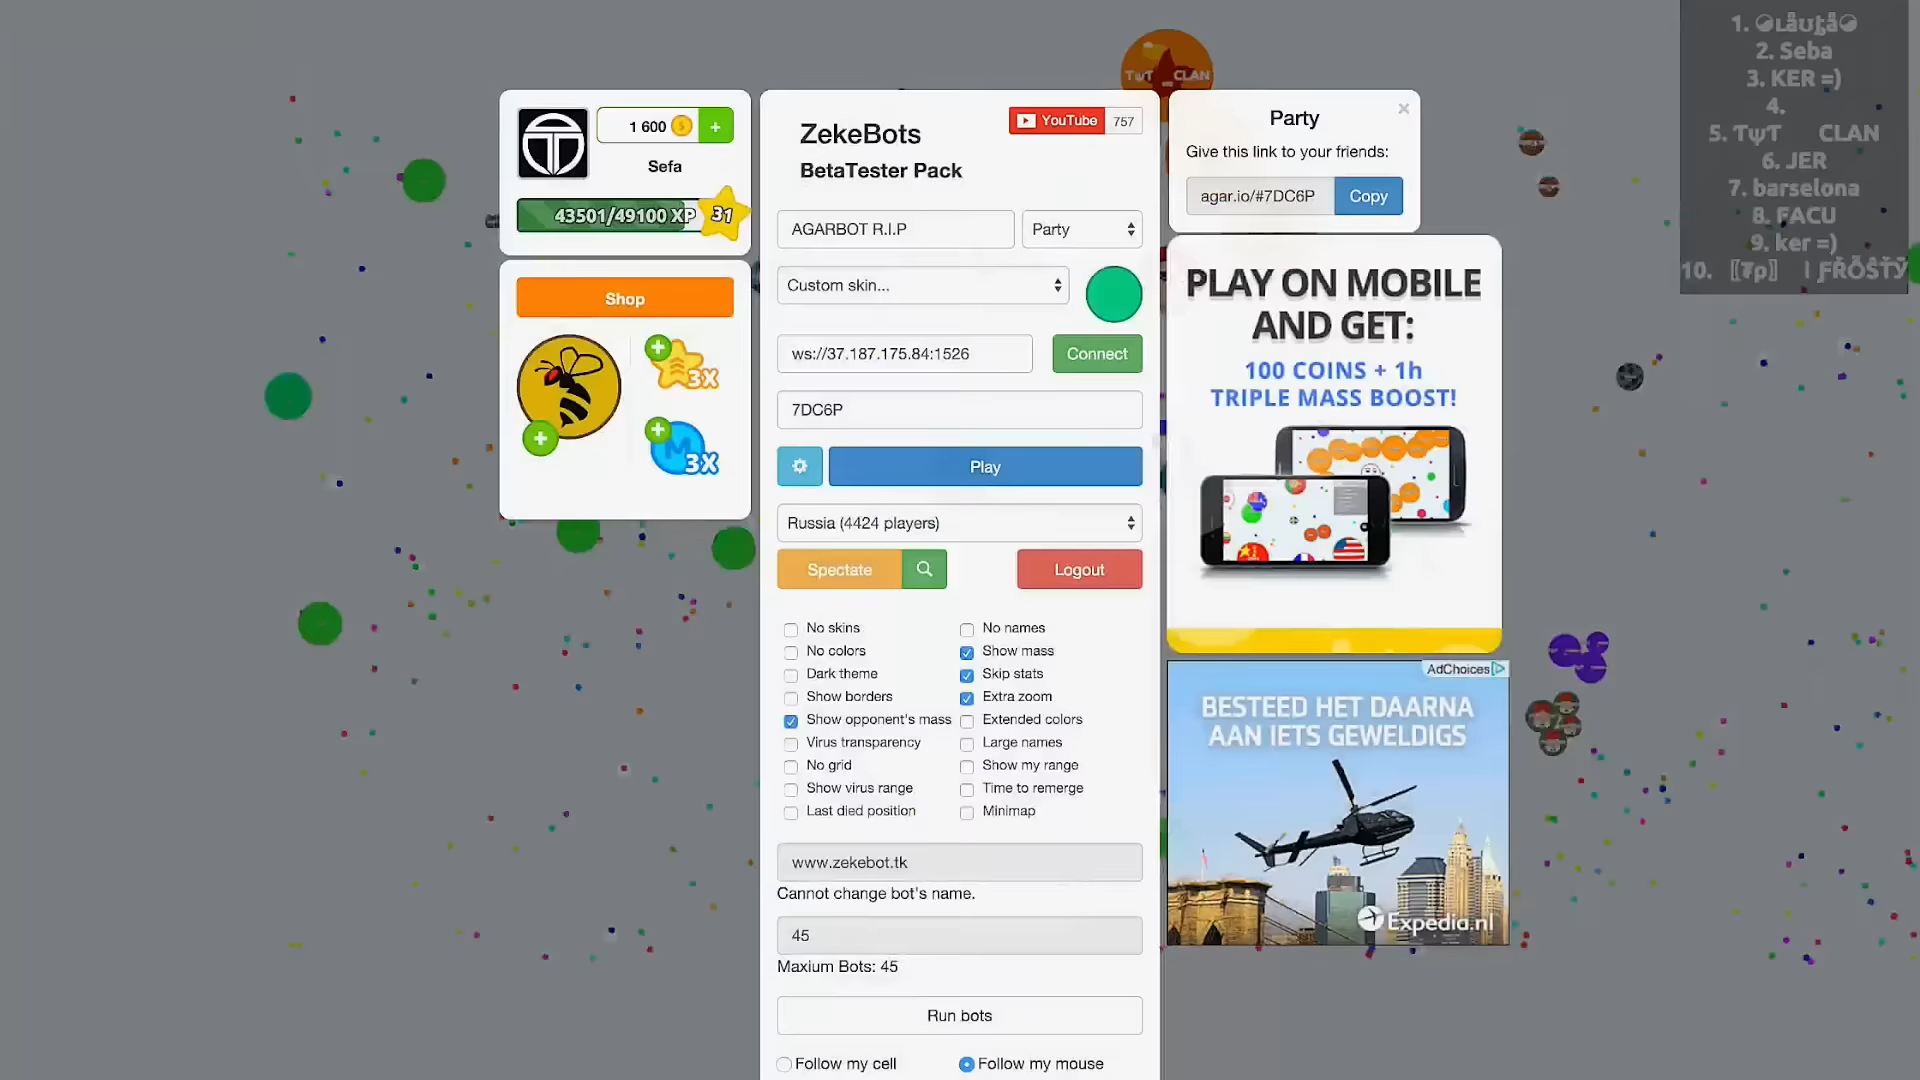 1 600
+
Sefa
43501/49100 XP
31
Shop
3X
M
3X
ZekeBots
BetaTester Pack
YouTube 757
AGARBOT R.I.P
Party
Custom skin...
ws://37.187.175.84:1526
Connect
7DC6P
Play
Russia (4424 players)
Spectate
Logout
No skins
No names
No colors
Show mass
Dark theme
Skip stats
Show borders
Extra zoom
Show opponent's mass
Extended colors
Virus transparency
Large names
No grid
Show my range
Show virus range
Time to remerge
Last died position
Minimap
www.zekebot.tk
Cannot change bot's name.
45
Maxium Bots: 45
Run bots
Follow my cell
Follow my mouse
TψT _CLAN
Party
×
Give this link to your friends:
agar.io/#7DC6P
Copy
PLAY ON MOBILE
AND GET:
100 COINS + 1h
TRIPLE MASS BOOST!
AdChoices
BESTEED HET DAARNA
AAN IETS GEWELDIGS
Expedia.nl
1.
2. Seba
3. KER =)
4.
5. TψT CLAN
6. JER
7. barselona
8. FACU
9. ker =)
10.